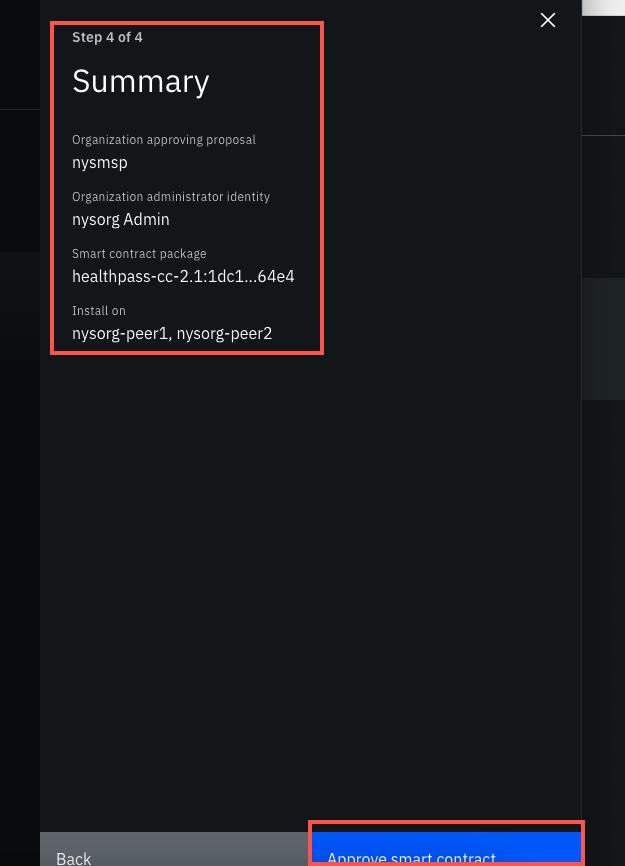 Step 4 of 4
Summary
Organization approving proposal
nysmsp
Organization administrator identity
nysorg Admin
Smart contract package
healthpass-cc-2.1:1dc1...64e4
Install on
nysorg-peer1, nysorg-peer2
Back
Approve smart contract